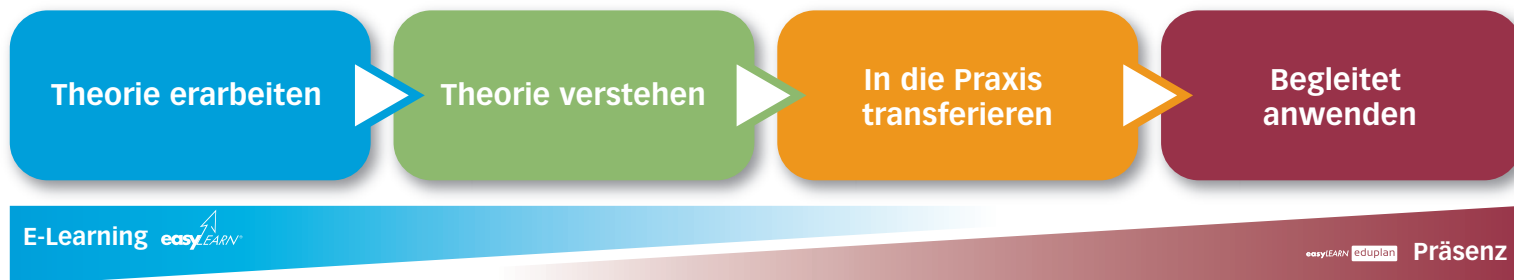 Theorie erarbeiten
Theorie verstehen
In die Praxis
transferieren
Begleitet
anwenden
E-Learning easyLEARN®
easyLEARN eduplan Präsenz